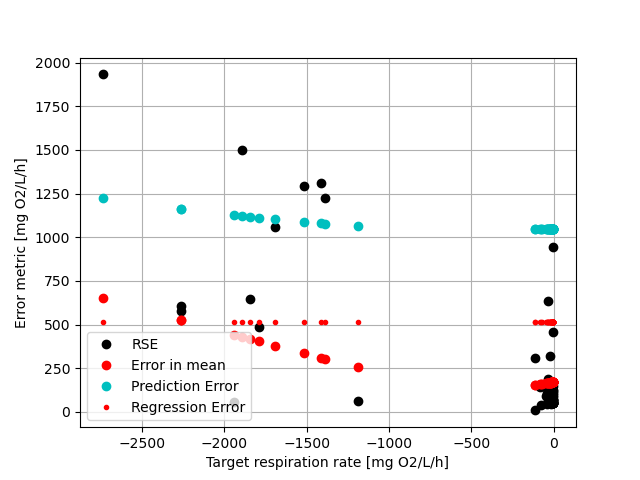 2000
1750
1500
1250
1000
750
500
250
0
Error metric [mg O2/L/h]
RSE
Error in mean
Prediction Error
Regression Error
−2500 −2000 −1500 −1000 −500 0
Target respiration rate [mg O2/L/h]